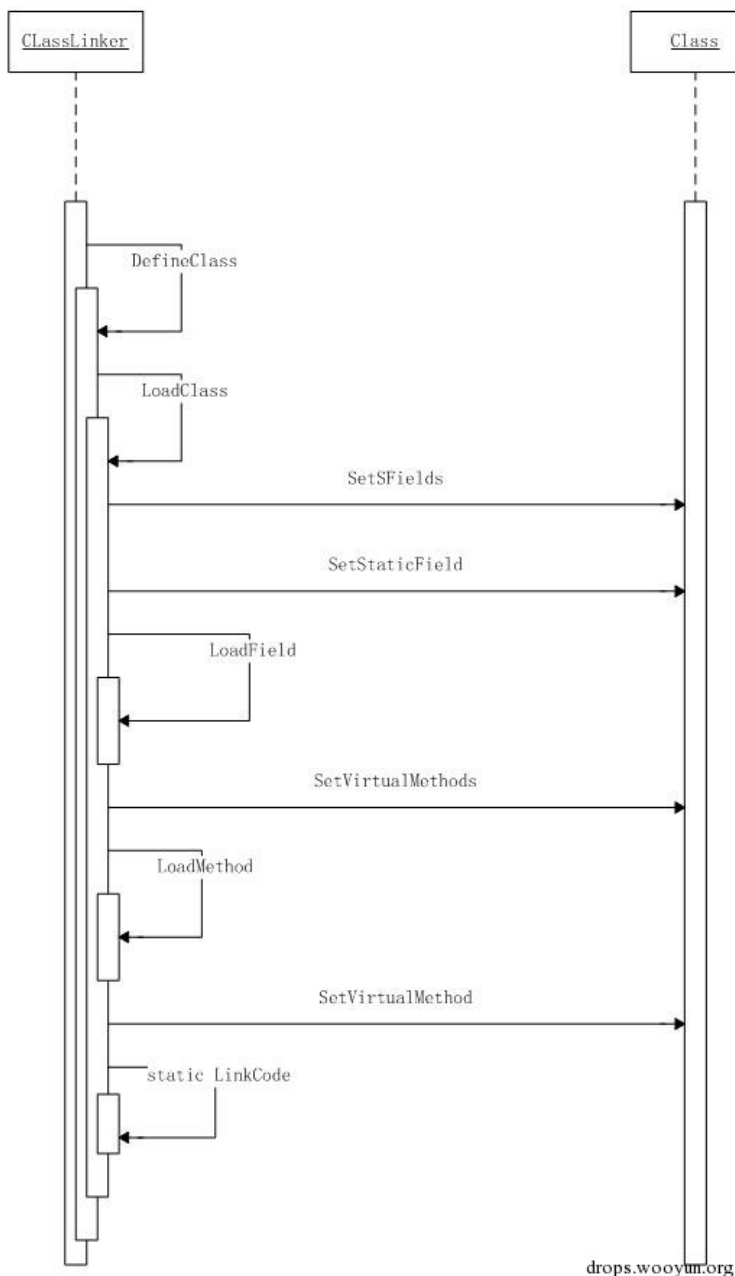 CLassLinker
Class
DefineClass
LoadClass
SetSFields
SetStaticField
LoadField
SetVirtualMethods
LoadMethod
SetVirtualMethod
static LinkCode
drops.wooyun.org